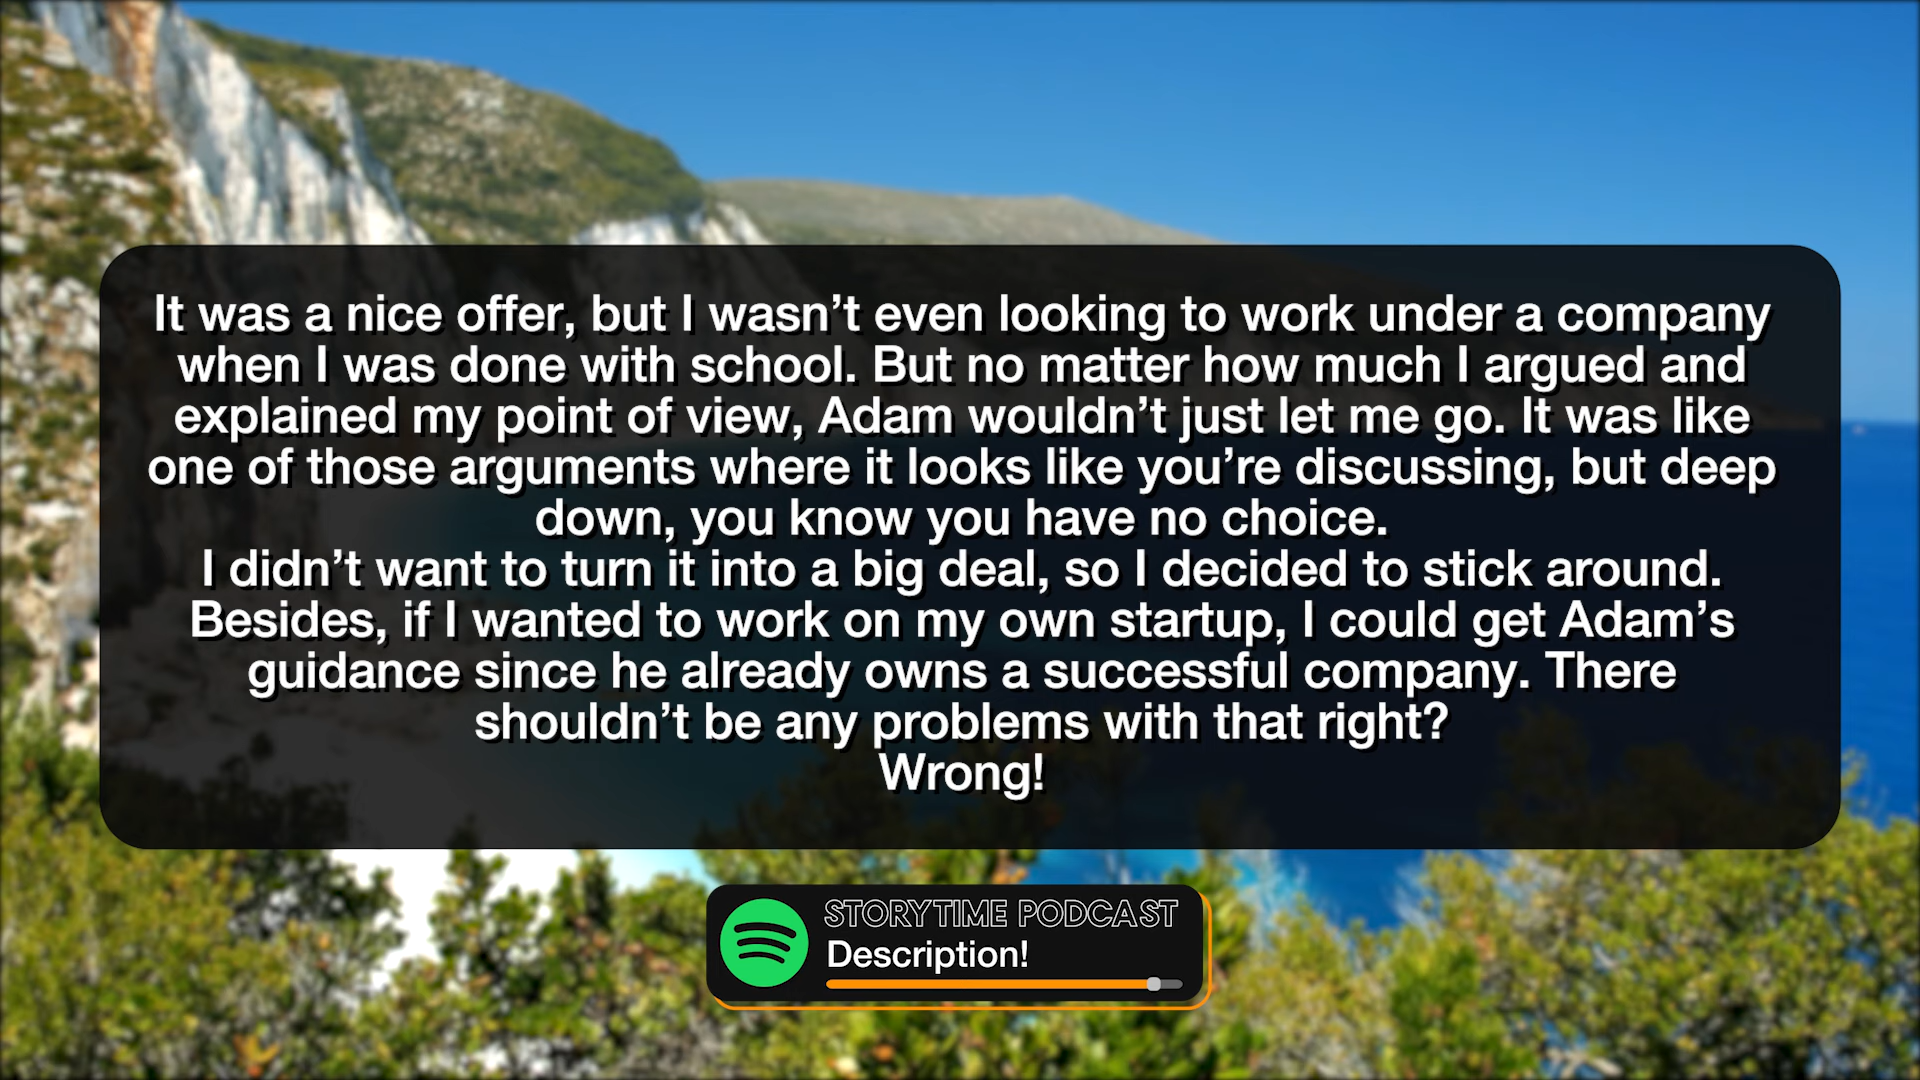 It was a nice offer, but I wasn’t even looking to work under a company
when I was done with school. But no matter how much I argued and
explained my point of view, Adam wouldn’t just let me go. It was like
one of those arguments where it looks like you’re discussing, but deep
down, you know you have no choice.
I didn’t want to turn it into a big deal, so I decided to stick around.
Besides, if I wanted to work on my own startup, I could get Adam’s
guidance since he already owns a successful company. There
shouldn’t be any problems with that right?
Wrong!
STORYTIME PODCAST
Description!